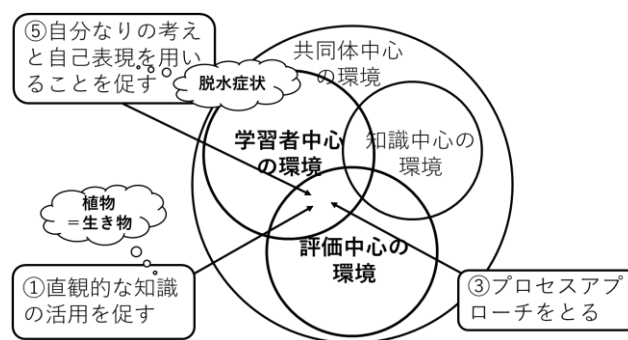 ⑤自分なりの考え
と自己表現を用い
ることを促す
脱水症状
共同体中心
の環境
学習者中心
の環境
知識中心の
環境
植物
＝生き物
評価中心の
環境
①直観的な知識
の活用を促す
③プロセスアプ
ローチをとる